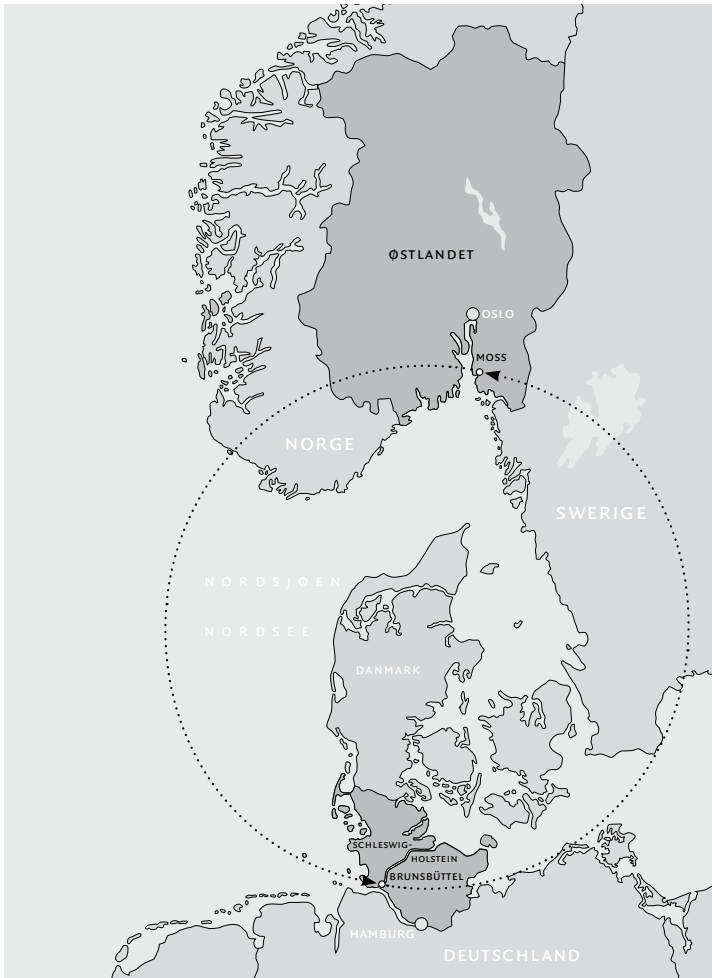 ØSTLANDET
OSLO
MOSS
NORGE
SWERIGE
NORDSJØEN
NORDSEE
DANMARK
SCHLESWIG-
HOLSTEIN
BRUNSBÜTTEL
HAMBURG
DEUTSCHLAND